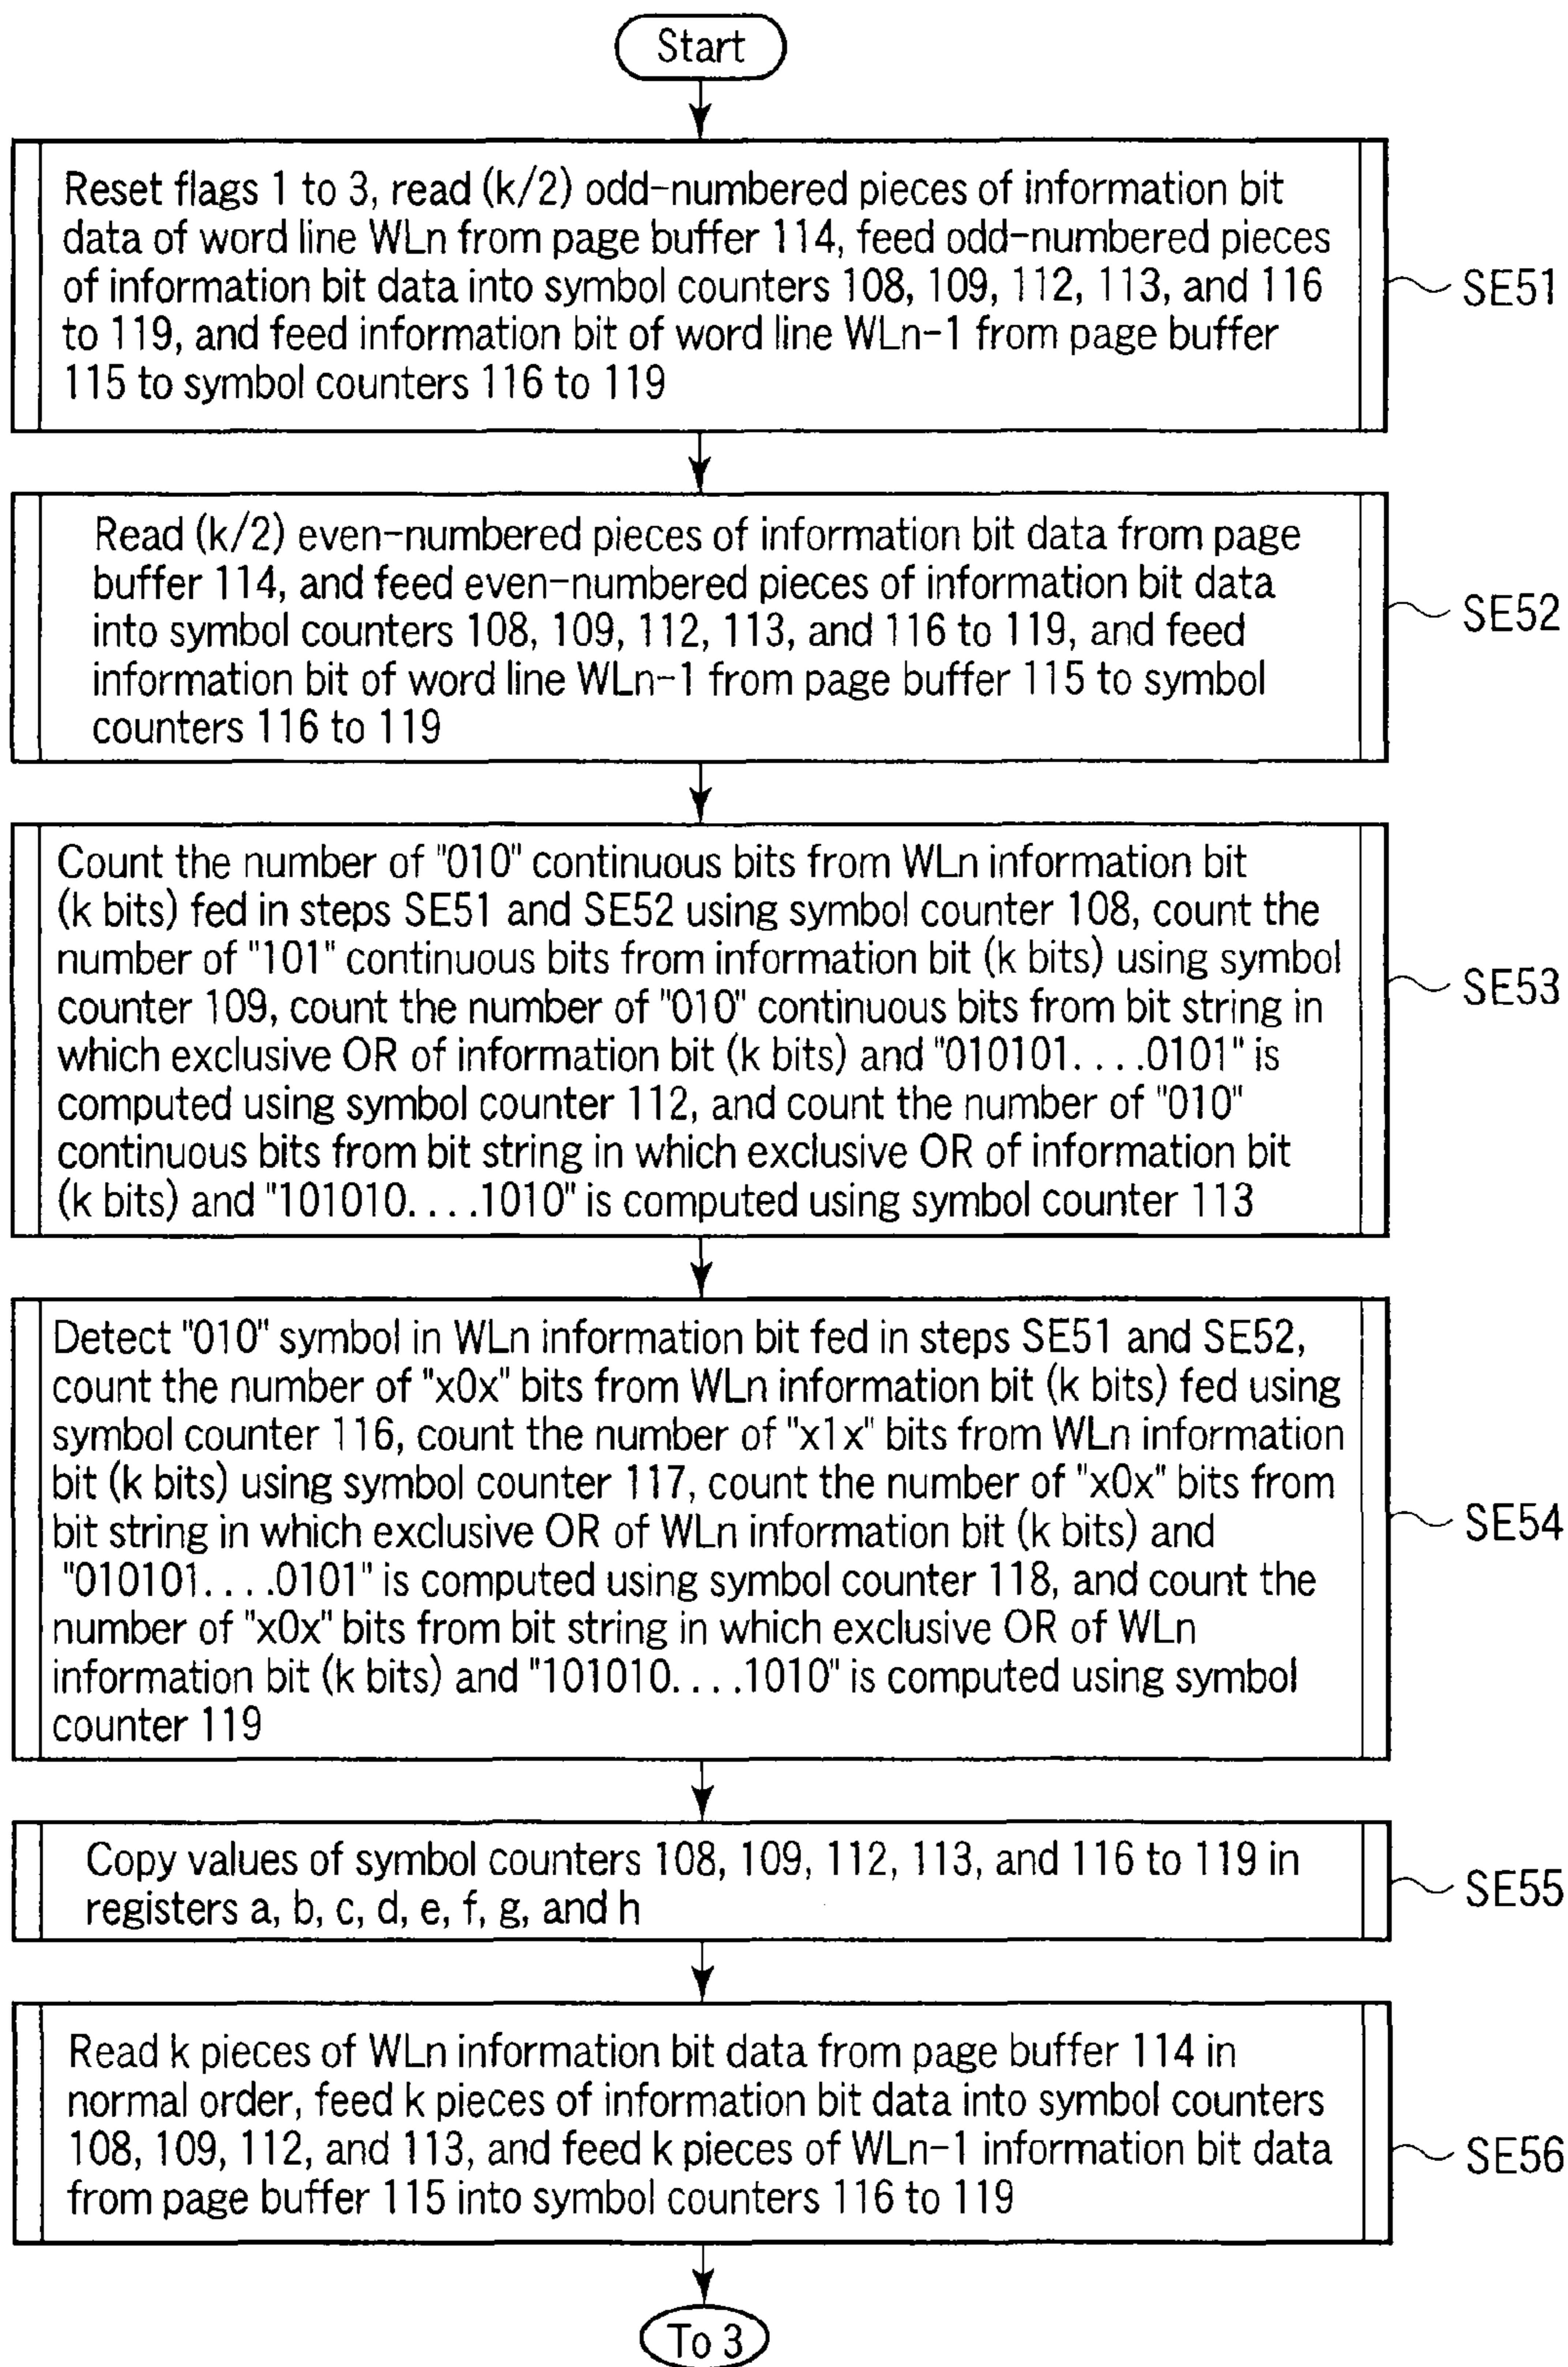 Start
Reset flags 1 to 3, read (k/2) odd-numbered pieces of information bit
data of word line WLn from page buffer 114, feed odd-numbered pieces
of information bit data into symbol counters 108, 109, 112, 113, and 116
to 119, and feed information bit of word line WLn-1 from page buffer
115 to symbol counters 116 to 119
SE51
Read (k/2) even-numbered pieces of information bit data from page
buffer 114, and feed even-numbered pieces of information bit data
into symbol counters 108, 109, 112, 113, and 116 to 119, and feed
information bit of word line WLn-1 from page buffer 115 to symbol
counters 116 to 119
SE52
Count the number of "010" continuous bits from WLn information bit
(k bits) fed in steps SE51 and SE52 using symbol counter 108, count the
number of "101" continuous bits from information bit (k bits) using symbol
counter 109, count the number of "010" continuous bits from bit string in
which exclusive OR of information bit (k bits) and "010101....0101" is
computed using symbol counter 112, and count the number of "010"
continuous bits from bit string in which exclusive OR of information bit
(k bits) and "101010....1010" is computed using symbol counter 113
SE53
Detect "010" symbol in WLn information bit fed in steps SE51 and SE52,
count the number of "x0x" bits from WLn information bit (k bits) fed using
symbol counter 116, count the number of "x1x" bits from WLn information
bit (k bits) using symbol counter 117, count the number of "x0x" bits from
bit string in which exclusive OR of WLn information bit (k bits) and
"010101....0101" is computed using symbol counter 118, and count the
number of "x0x" bits from bit string in which exclusive OR of WLn
information bit (k bits) and "101010....1010" is computed using symbol
counter 119
SE54
Copy values of symbol counters 108, 109, 112, 113, and 116 to 119 in
registers a, b, c, d, e, f, g, and h
SE55
Read k pieces of WLn information bit data from page buffer 114 in
normal order, feed k pieces of information bit data into symbol counters
108, 109, 112, and 113, and feed k pieces of WLn-1 information bit data
from page buffer 115 into symbol counters 116 to 119
SE56
To 3